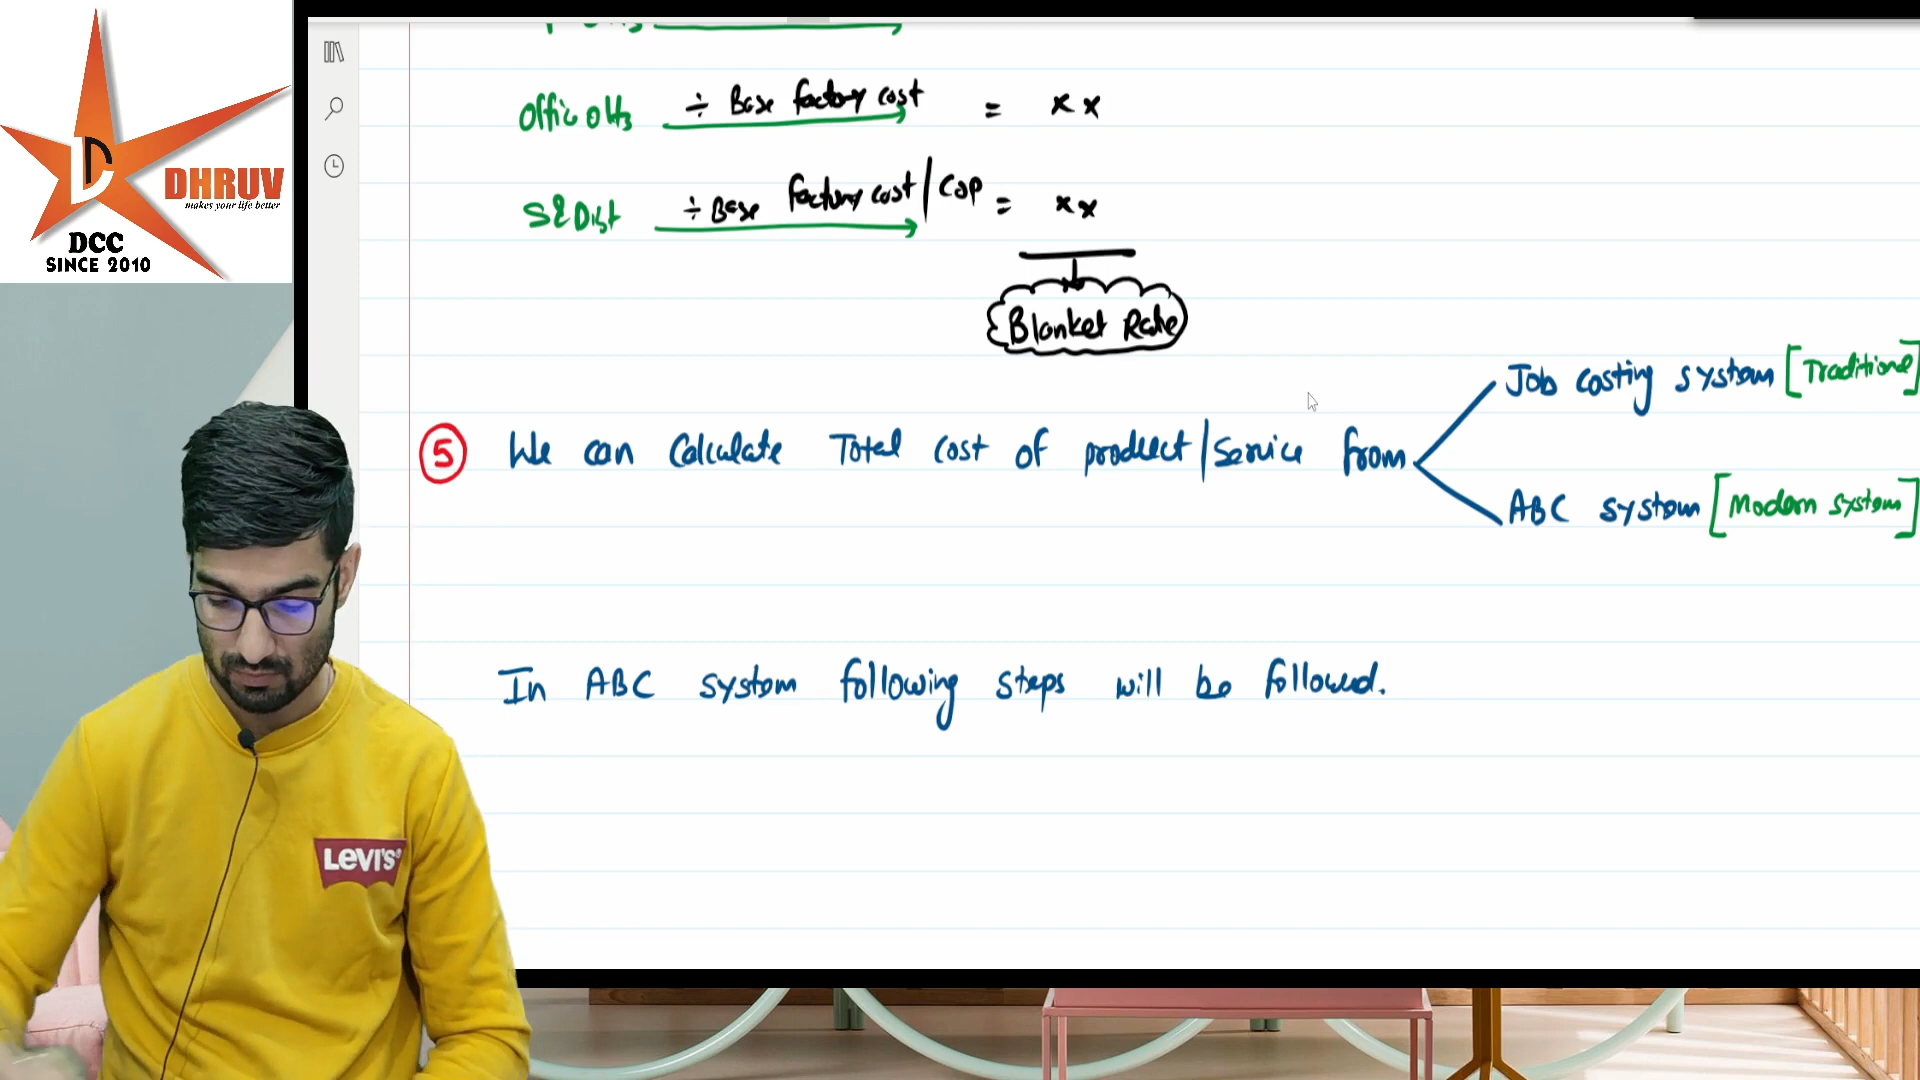 DHRUV
makes your life better
DCC
SINCE 2010
Office OHs ÷ Base factory cost = xx
S&Dist ÷ Base factory cost/COP = xx
Blanket Rate
Job costing system [Traditional]
5 We can Calculate Total cost of product/Service from
ABC system [Modern system]
In ABC system following steps will be followed.
LEVI'S